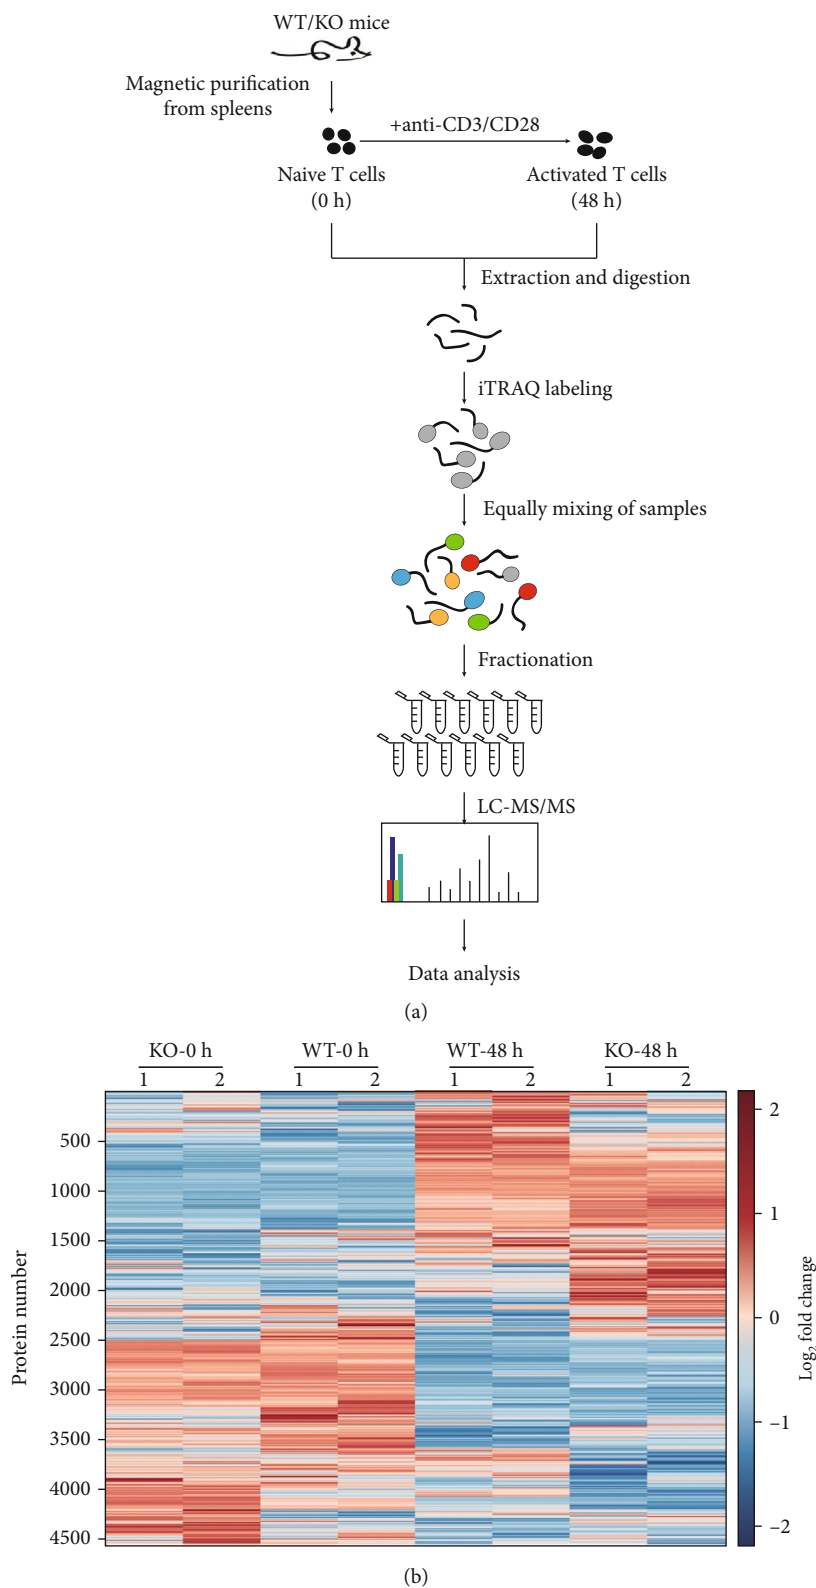 WT/KO mice
Magnetic purification
from spleens
+anti-CD3/CD28
Naive T cells
(0 h)
Activated T cells
(48 h)
Extraction and digestion
iTRAQ labeling
Equally mixing of samples
Fractionation
LC-MS/MS
Data analysis
(a)
KO-0 h WT-0 h WT-48 h KO-48 h
1 2 1 2 1 2 1 2
Protein number
500
1000
1500
2000
2500
3000
3500
4000
4500
2
1
0
−1
−2
Log₂ fold change
(b)